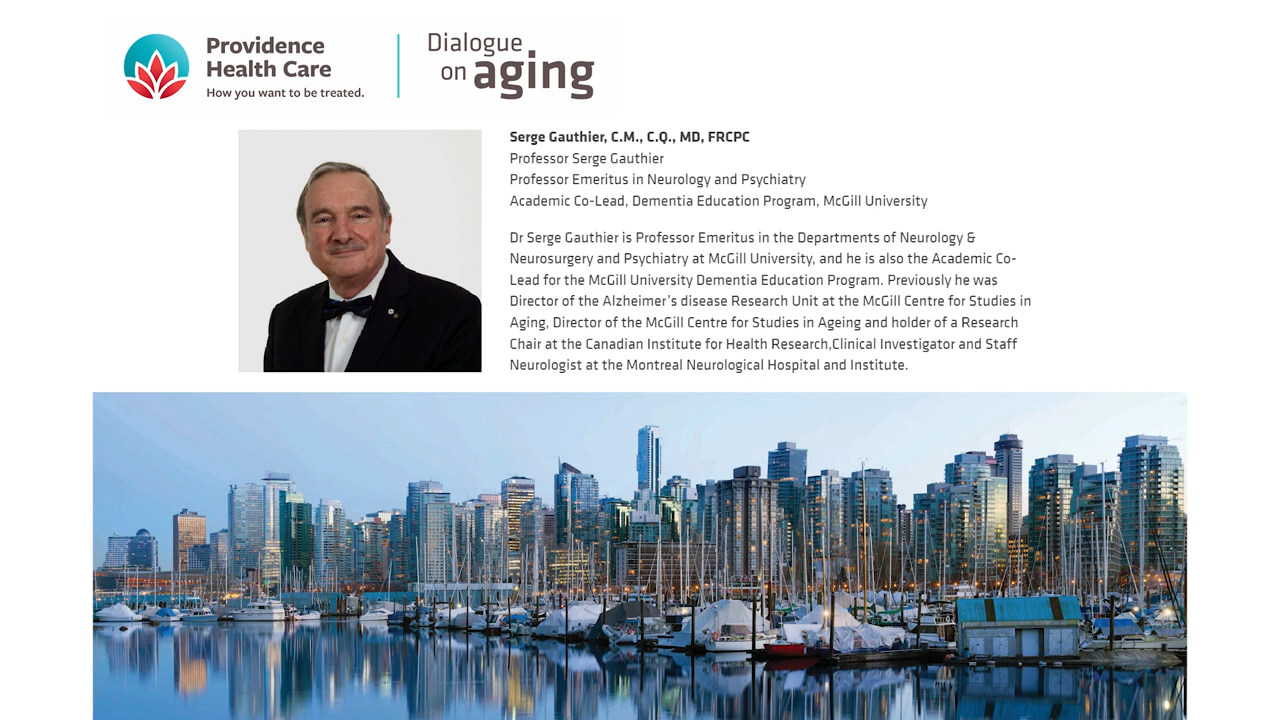 Providence
Health Care
How you want to be treated.
Dialogue
on aging
Serge Gauthier, C.M., C.Q., MD, FRCPC
Professor Serge Gauthier
Professor Emeritus in Neurology and Psychiatry
Academic Co-Lead, Dementia Education Program, McGill University
Dr Serge Gauthier is Professor Emeritus in the Departments of Neurology &
Neurosurgery and Psychiatry at McGill University, and he is also the Academic Co-
Lead for the McGill University Dementia Education Program. Previously he was
Director of the Alzheimer's disease Research Unit at the McGill Centre for Studies in
Aging, Director of the McGill Centre for Studies in Ageing and holder of a Research
Chair at the Canadian Institute for Health Research,Clinical Investigator and Staff
Neurologist at the Montreal Neurological Hospital and Institute.